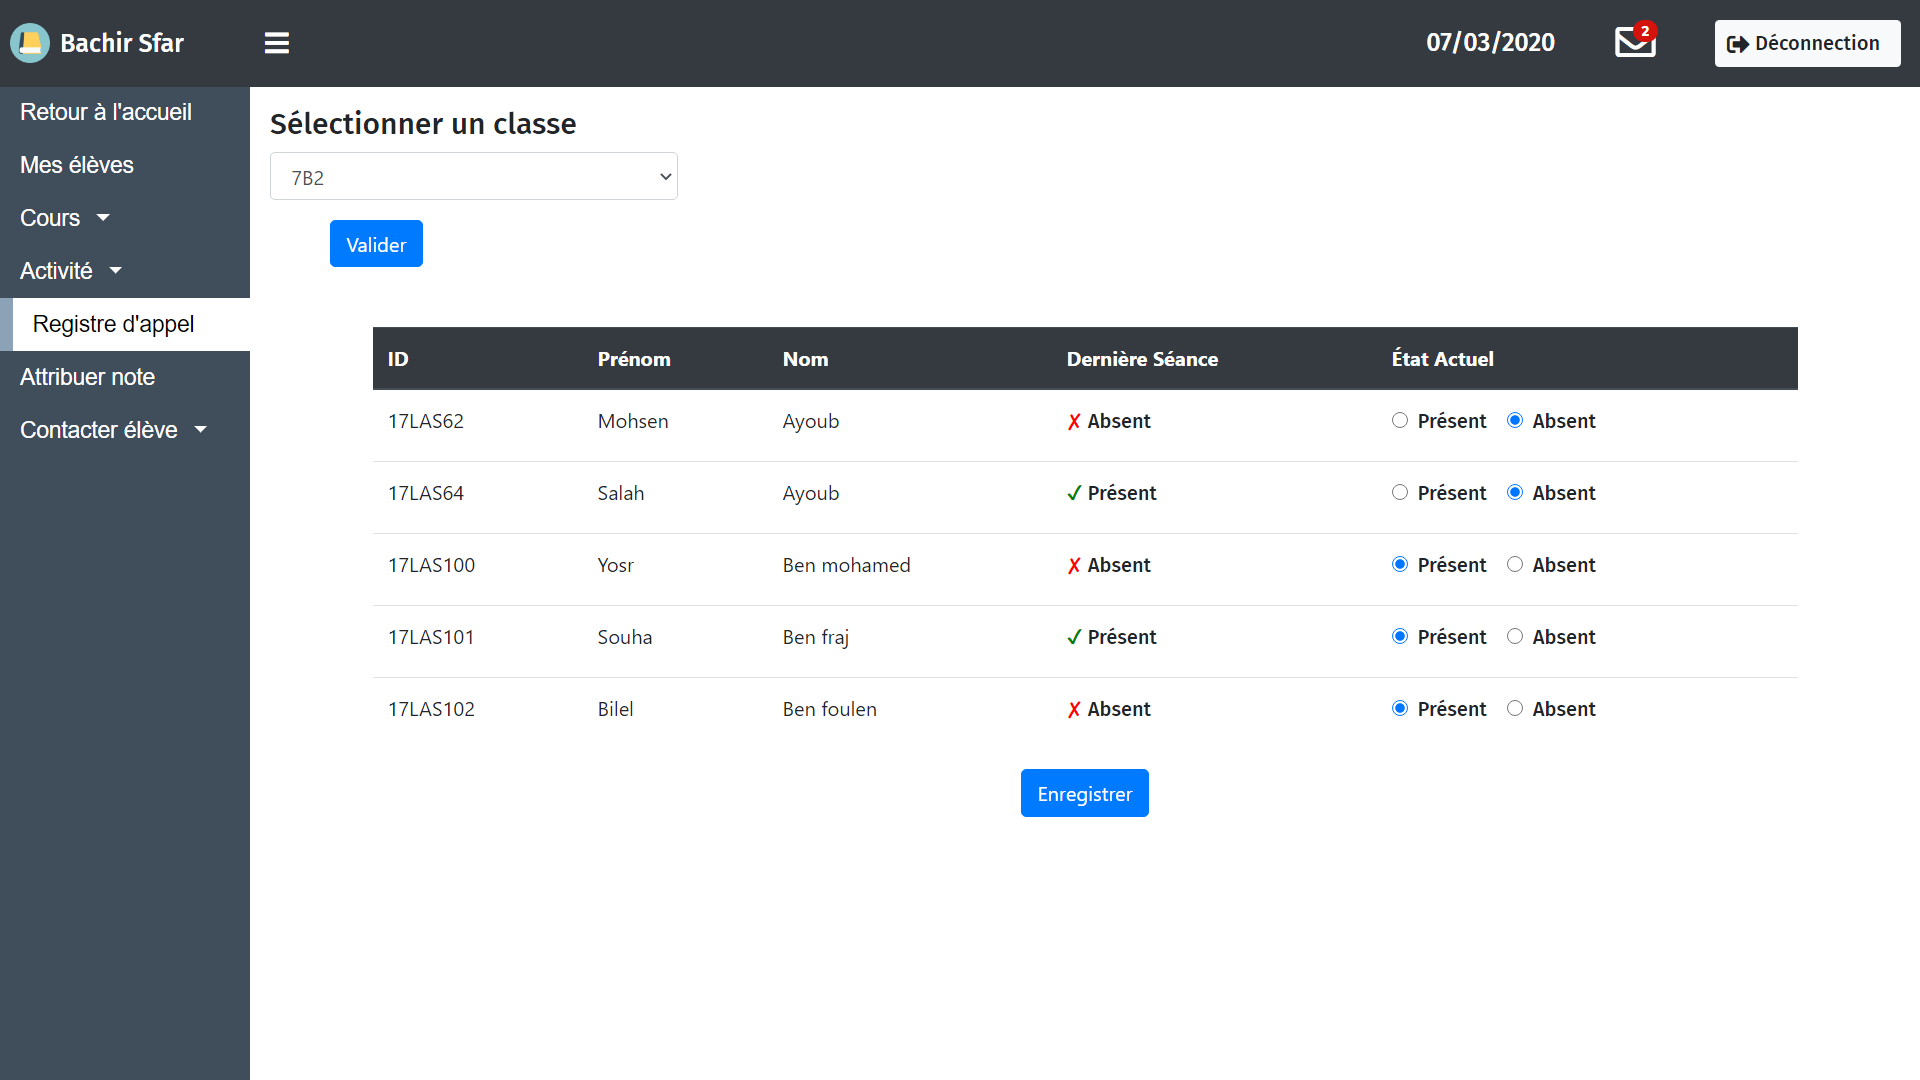 Bachir Sfar
07/03/2020
2
Déconnection
Retour à l'accueil
Mes élèves
Cours
Activité
Registre d'appel
Attribuer note
Contacter élève
Sélectionner un classe
7B2
Valider
ID Prénom Nom Dernière Séance État Actuel
17LAS62 Mohsen Ayoub ✗ Absent Présent Absent
17LAS64 Salah Ayoub ✓ Présent Présent Absent
17LAS100 Yosr Ben mohamed ✗ Absent Présent Absent
17LAS101 Souha Ben fraj ✓ Présent Présent Absent
17LAS102 Bilel Ben foulen ✗ Absent Présent Absent
Enregistrer